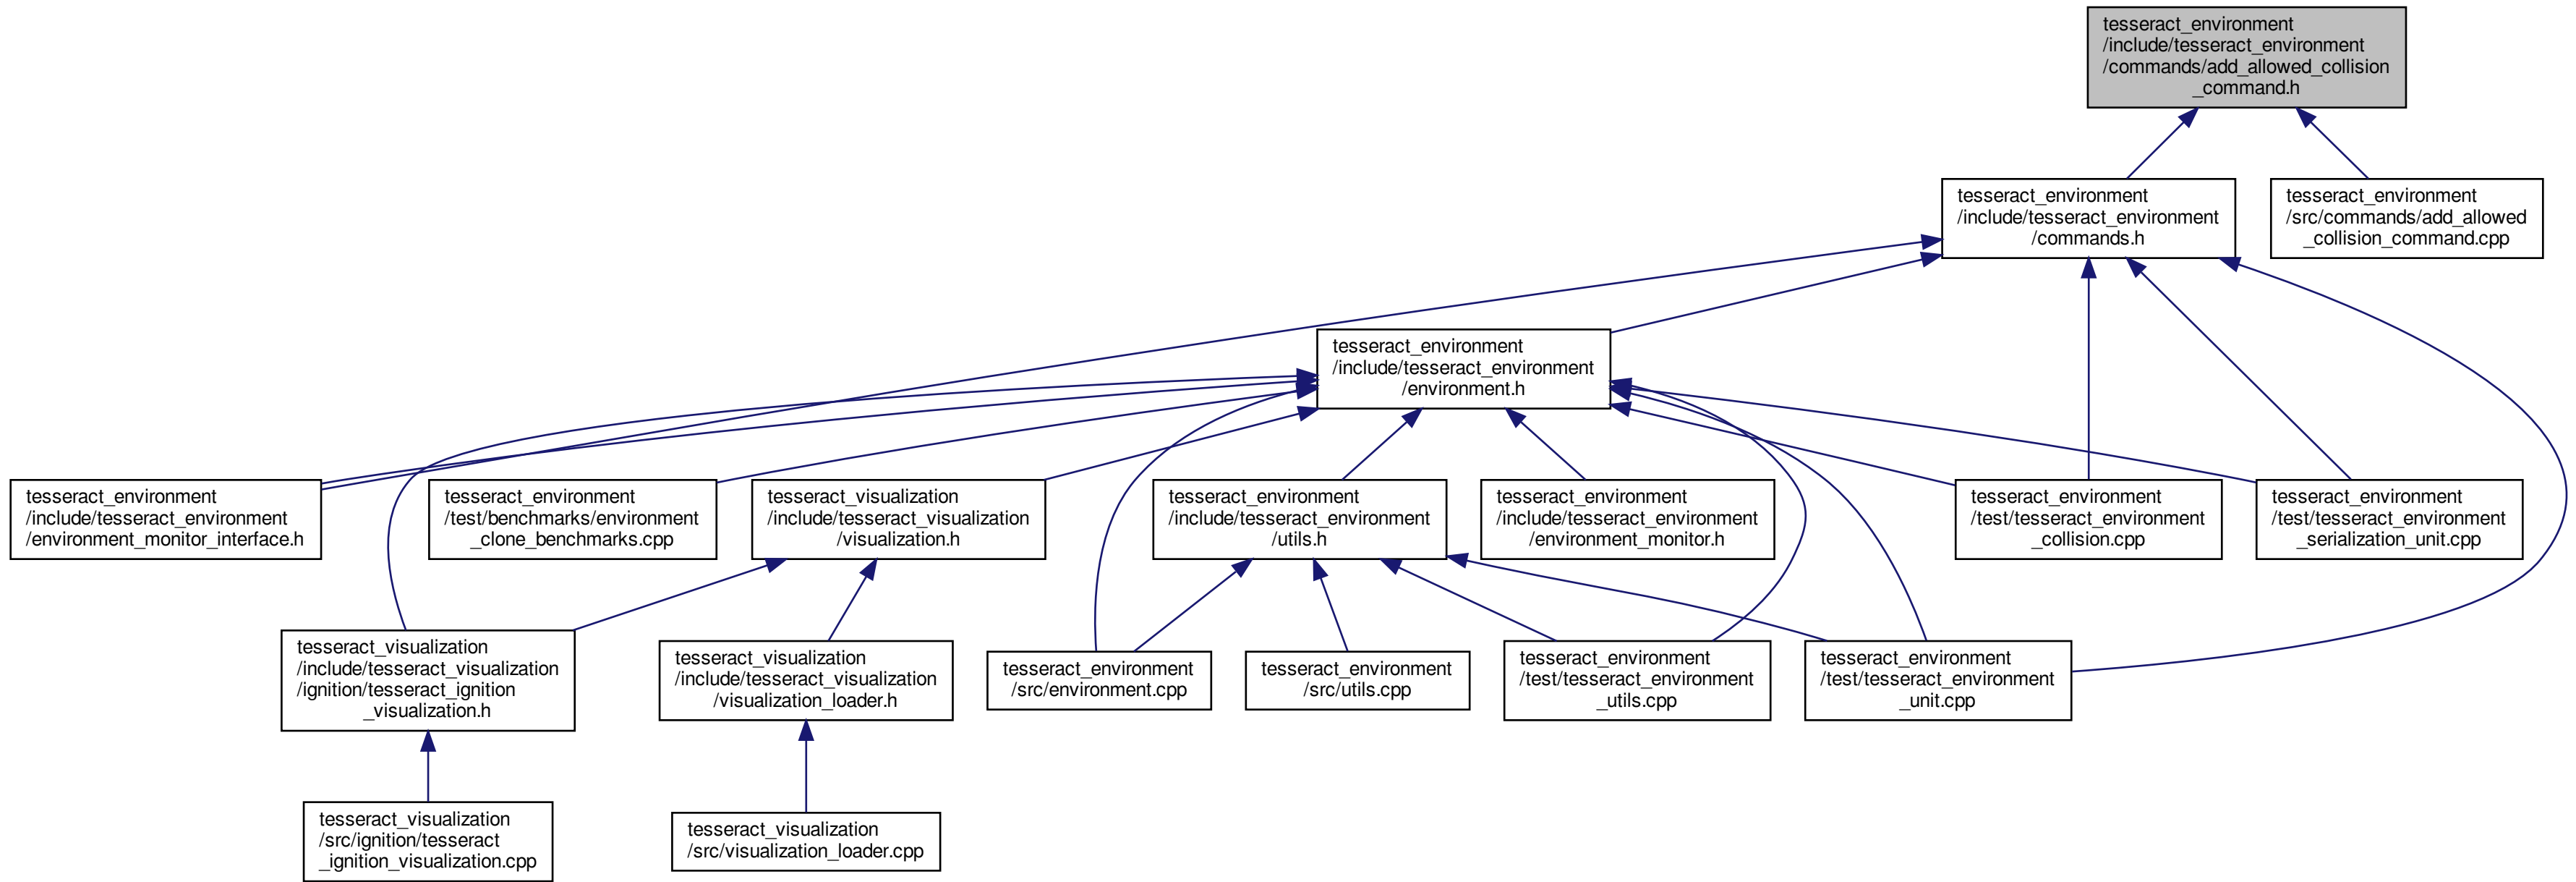 tesseract_environment
/include/tesseract_environment
/commands/add_allowed_collision
_command.h
tesseract_environment
/include/tesseract_environment
/commands.h
tesseract_environment
/src/commands/add_allowed
_collision_command.cpp
tesseract_environment
/include/tesseract_environment
/environment.h
tesseract_environment
/include/tesseract_environment
/environment_monitor_interface.h
tesseract_environment
/test/benchmarks/environment
_clone_benchmarks.cpp
tesseract_visualization
/include/tesseract_visualization
/visualization.h
tesseract_environment
/include/tesseract_environment
/utils.h
tesseract_environment
/include/tesseract_environment
/environment_monitor.h
tesseract_environment
/test/tesseract_environment
_collision.cpp
tesseract_environment
/test/tesseract_environment
_serialization_unit.cpp
tesseract_visualization
/include/tesseract_visualization
/ignition/tesseract_ignition
_visualization.h
tesseract_visualization
/include/tesseract_visualization
/visualization_loader.h
tesseract_environment
/src/environment.cpp
tesseract_environment
/src/utils.cpp
tesseract_environment
/test/tesseract_environment
_utils.cpp
tesseract_environment
/test/tesseract_environment
_unit.cpp
tesseract_visualization
/src/ignition/tesseract
_ignition_visualization.cpp
tesseract_visualization
/src/visualization_loader.cpp